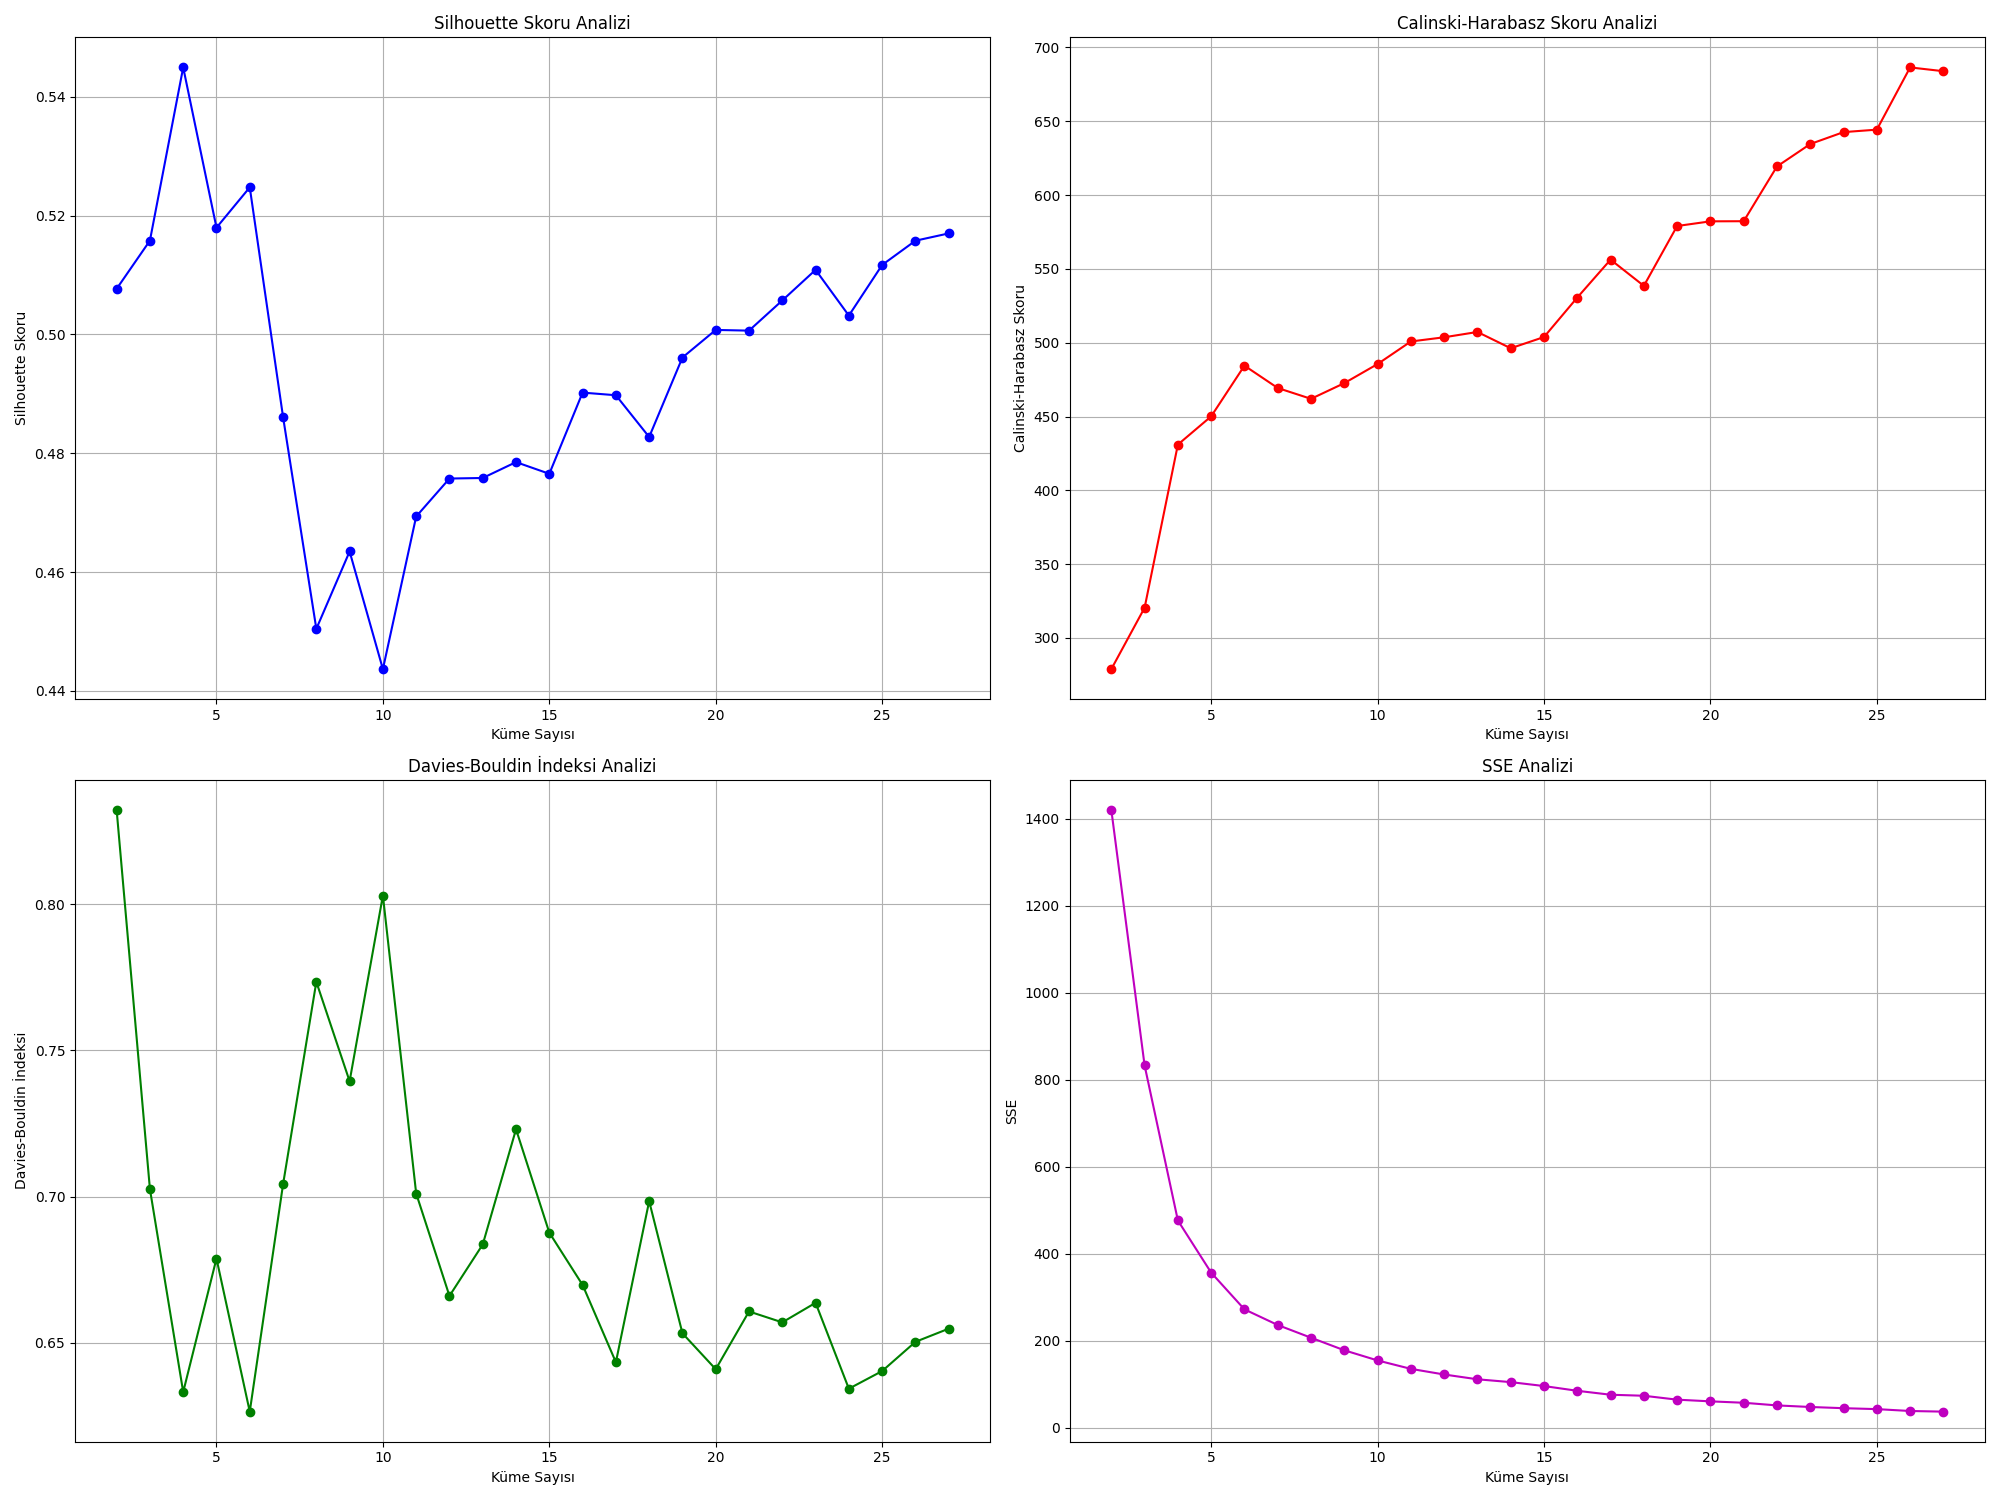 Silhouette Skoru Analizi
Silhouette Skoru
0.54
0.52
0.50
0.48
0.46
0.44
5 10 15 20 25
Küme Sayısı
Calinski-Harabasz Skoru Analizi
Calinski-Harabasz Skoru
700
650
600
550
500
450
400
350
300
5 10 15 20 25
Küme Sayısı
Davies-Bouldin İndeksi Analizi
Davies-Bouldin İndeksi
0.80
0.75
0.70
0.65
5 10 15 20 25
Küme Sayısı
SSE Analizi
SSE
1400
1200
1000
800
600
400
200
0
5 10 15 20 25
Küme Sayısı